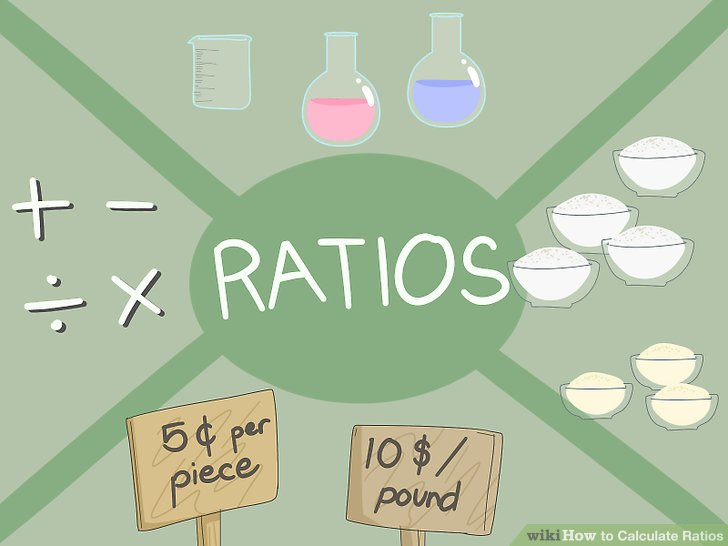 + −
÷ ×
RATIOS
5¢ per
piece
10 $ /
pound
wikiHow to Calculate Ratios